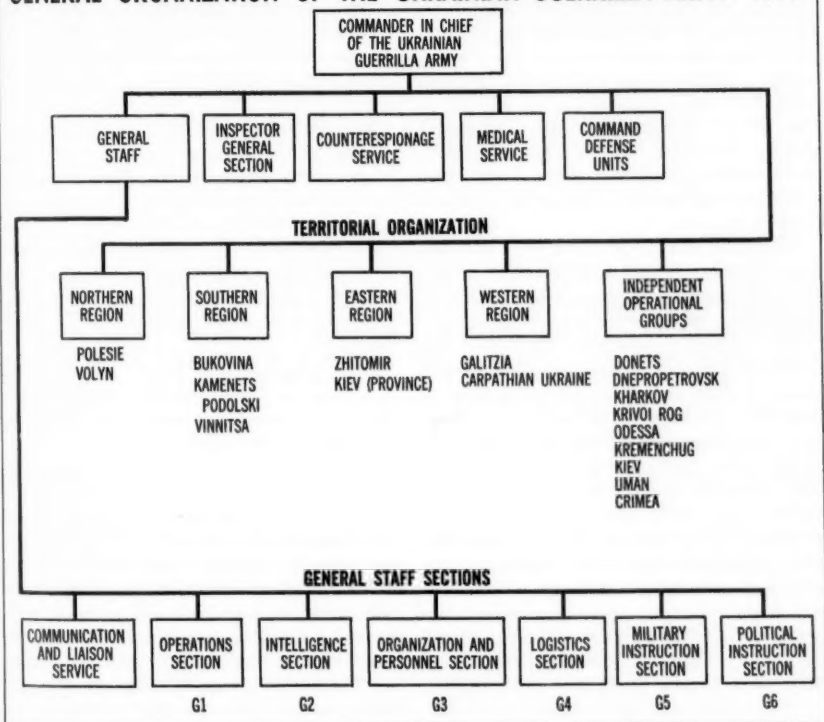 COMMANDER IN CHIEF
OF THE UKRAINIAN
GUERRILLA ARMY
GENERAL
STAFF
INSPECTOR
GENERAL
SECTION
COUNTERESPIONAGE
SERVICE
MEDICAL
SERVICE
COMMAND
DEFENSE
UNITS
TERRITORIAL ORGANIZATION
NORTHERN
REGION
POLESIE
VOLYN
SOUTHERN
REGION
BUKOVINA
KAMENETS
PODOLSKI
VINNITSA
EASTERN
REGION
ZHITOMIR
KIEV (PROVINCE)
WESTERN
REGION
GALITZIA
CARPATHIAN UKRAINE
INDEPENDENT
OPERATIONAL
GROUPS
DONETS
DNEPROPETROVSK
KHARKOV
KRIVOI ROG
ODESSA
KREMENCHUG
KIEV
UMAN
CRIMEA
GENERAL STAFF SECTIONS
COMMUNICATION
AND LIAISON
SERVICE
OPERATIONS
SECTION
G1
INTELLIGENCE
SECTION
G2
ORGANIZATION AND
PERSONNEL SECTION
G3
LOGISTICS
SECTION
G4
MILITARY
INSTRUCTION
SECTION
G5
POLITICAL
INSTRUCTION
SECTION
G6